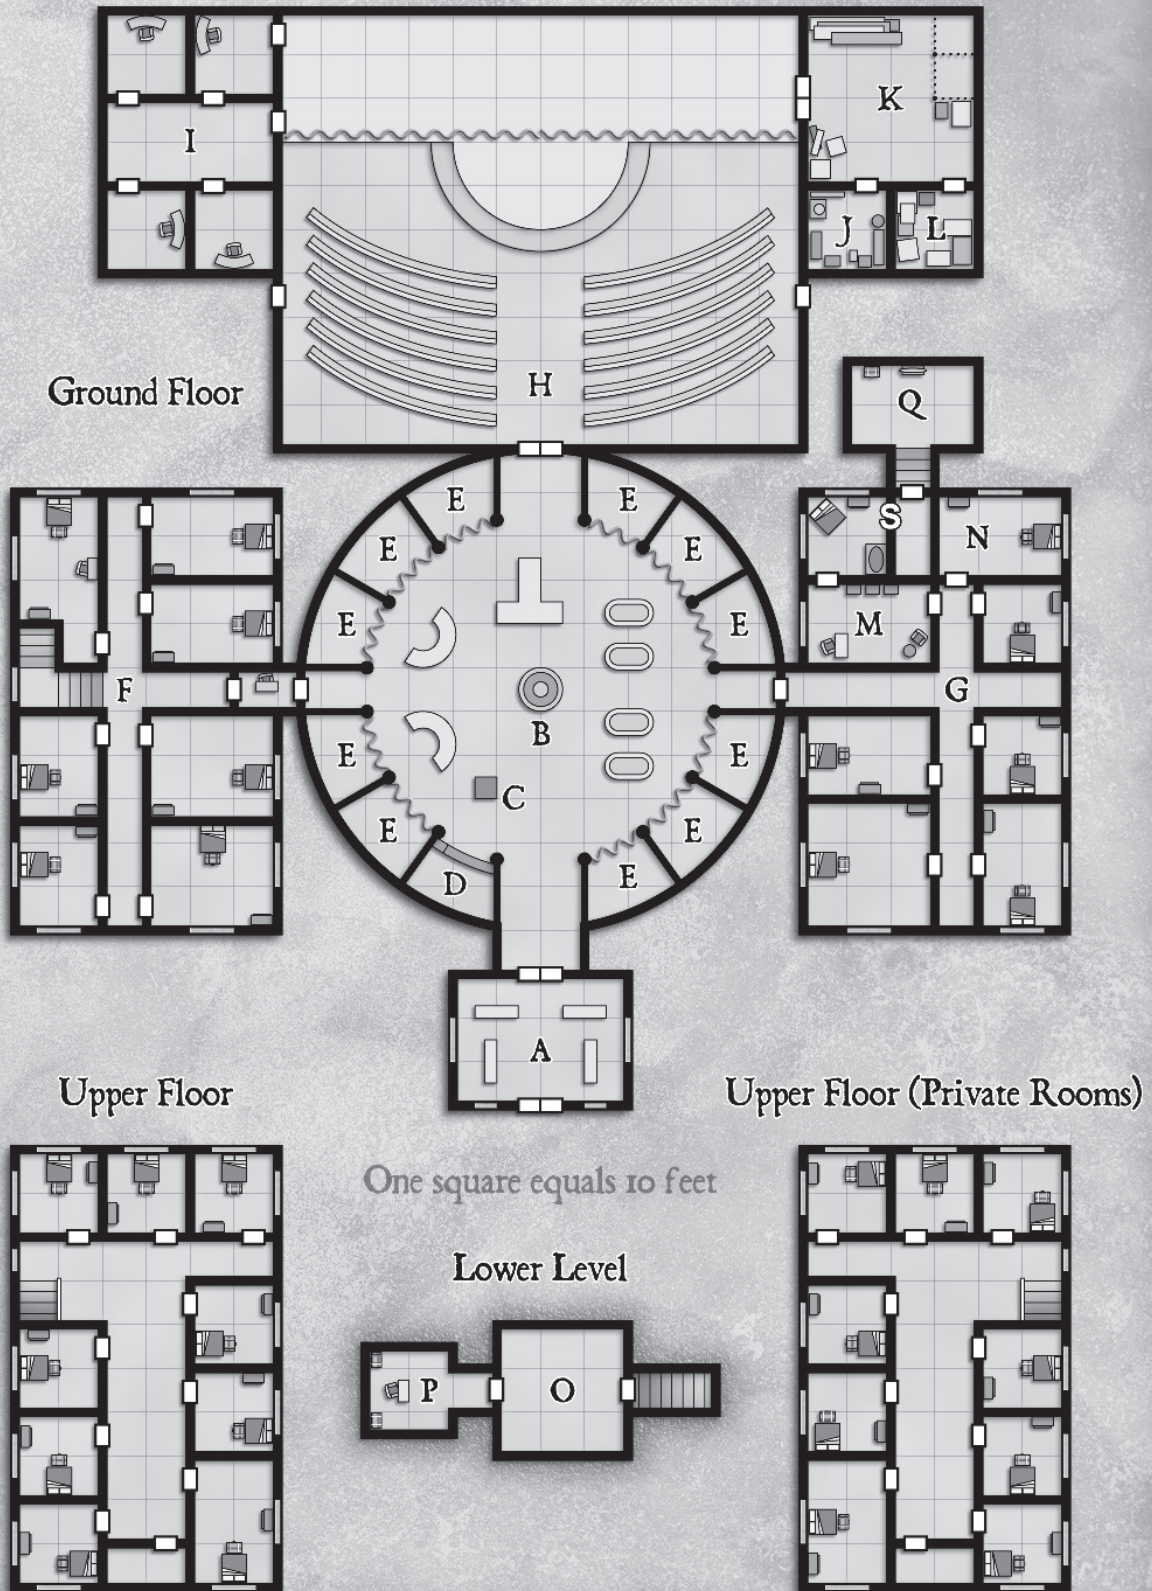 K
I
J L
H
Ground Floor
Q
E E
S
N
E E
E E
M
F G
B
E E
C
E E
D E
A
Upper Floor
Upper Floor (Private Rooms)
One square equals 10 feet
Lower Level
P O